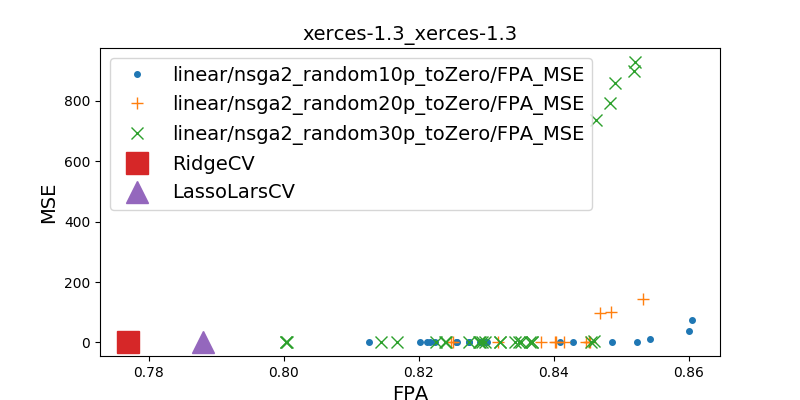 xerces-1.3_xerces-1.3
linear/nsga2_random10p_toZero/FPA_MSE
linear/nsga2_random20p_toZero/FPA_MSE
linear/nsga2_random30p_toZero/FPA_MSE
RidgeCV
LassoLarsCV
MSE
800
600
400
200
0
0.78 0.80 0.82 0.84 0.86
FPA